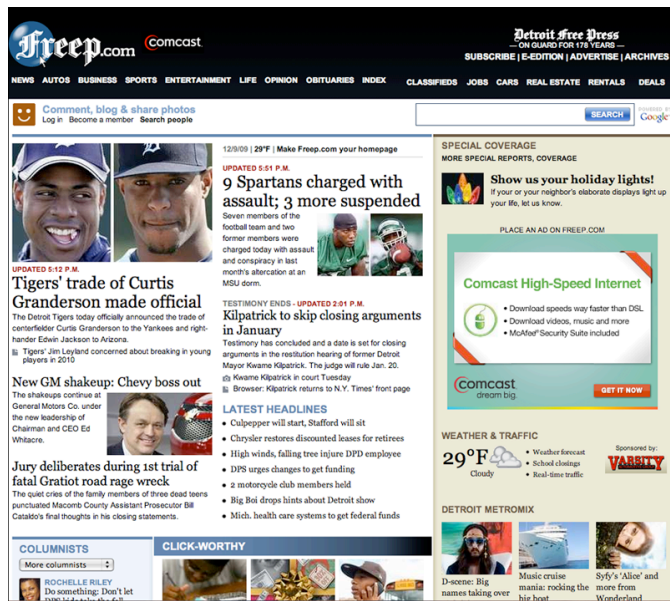 Freep.com
comcast
Detroit Free Press
— ON GUARD FOR 178 YEARS —
SUBSCRIBE | E-EDITION | ADVERTISE | ARCHIVES
NEWS AUTOS BUSINESS SPORTS ENTERTAINMENT LIFE OPINION OBITUARIES INDEX
CLASSIFIEDS JOBS CARS REAL ESTATE RENTALS DEALS
Comment, blog & share photos
Log in Become a member Search people
SEARCH
POWERED BY
Google
UPDATED 5:12 P.M.
Tigers' trade of Curtis
Granderson made official
The Detroit Tigers today officially announced the trade of
centerfielder Curtis Granderson to the Yankees and right-
hander Edwin Jackson to Arizona.
Tigers' Jim Leyland concerned about breaking in young
players in 2010
New GM shakeup: Chevy boss out
The shakeups continue at
General Motors Co. under
the new leadership of
Chairman and CEO Ed
Whitacre.
Jury deliberates during 1st trial of
fatal Gratiot road rage wreck
The quiet cries of the family members of three dead teens
punctuated Macomb County Assistant Prosecutor Bill
Cataldo's final thoughts in his closing statements.
12/9/09 | 29°F | Make Freep.com your homepage
UPDATED 5:51 P.M.
9 Spartans charged with
assault; 3 more suspended
Seven members of the
football team and two
former members were
charged today with assault
and conspiracy in last
month's altercation at an
MSU dorm.
TESTIMONY ENDS - UPDATED 2:01 P.M.
Kilpatrick to skip closing arguments
in January
Testimony has concluded and a date is set for closing
arguments in the restitution hearing of former Detroit
Mayor Kwame Kilpatrick. The judge will rule Jan. 20.
Kwame Kilpatrick in court Tuesday
Browser: Kilpatrick returns to N.Y. Times' front page
LATEST HEADLINES
• Culpepper will start, Stafford will sit
• Chrysler restores discounted leases for retirees
• High winds, falling tree injure DPD employee
• DPS urges changes to get funding
• 2 motorcycle club members held
• Big Boi drops hints about Detroit show
• Mich. health care systems to get federal funds
SPECIAL COVERAGE
MORE SPECIAL REPORTS, COVERAGE
Show us your holiday lights!
If your or your neighbor's elaborate displays light up
your life, let us know.
PLACE AN AD ON FREEP.COM
Comcast High-Speed Internet
• Download speeds way faster than DSL
• Download videos, music and more
• McAfee® Security Suite included
comcast
dream big.
GET IT NOW
WEATHER & TRAFFIC
29°F
Cloudy
• Weather forecast
• School closings
• Real-time traffic
Sponsored by:
VARSITY
DETROIT METROMIX
D-scene: Big
names taking over
Music cruise
mania: rocking the
big boat
Syfy's 'Alice' and
more from
Wonderland
COLUMNISTS
More columnists
ROCHELLE RILEY
Do something: Don't let
CLICK-WORTHY